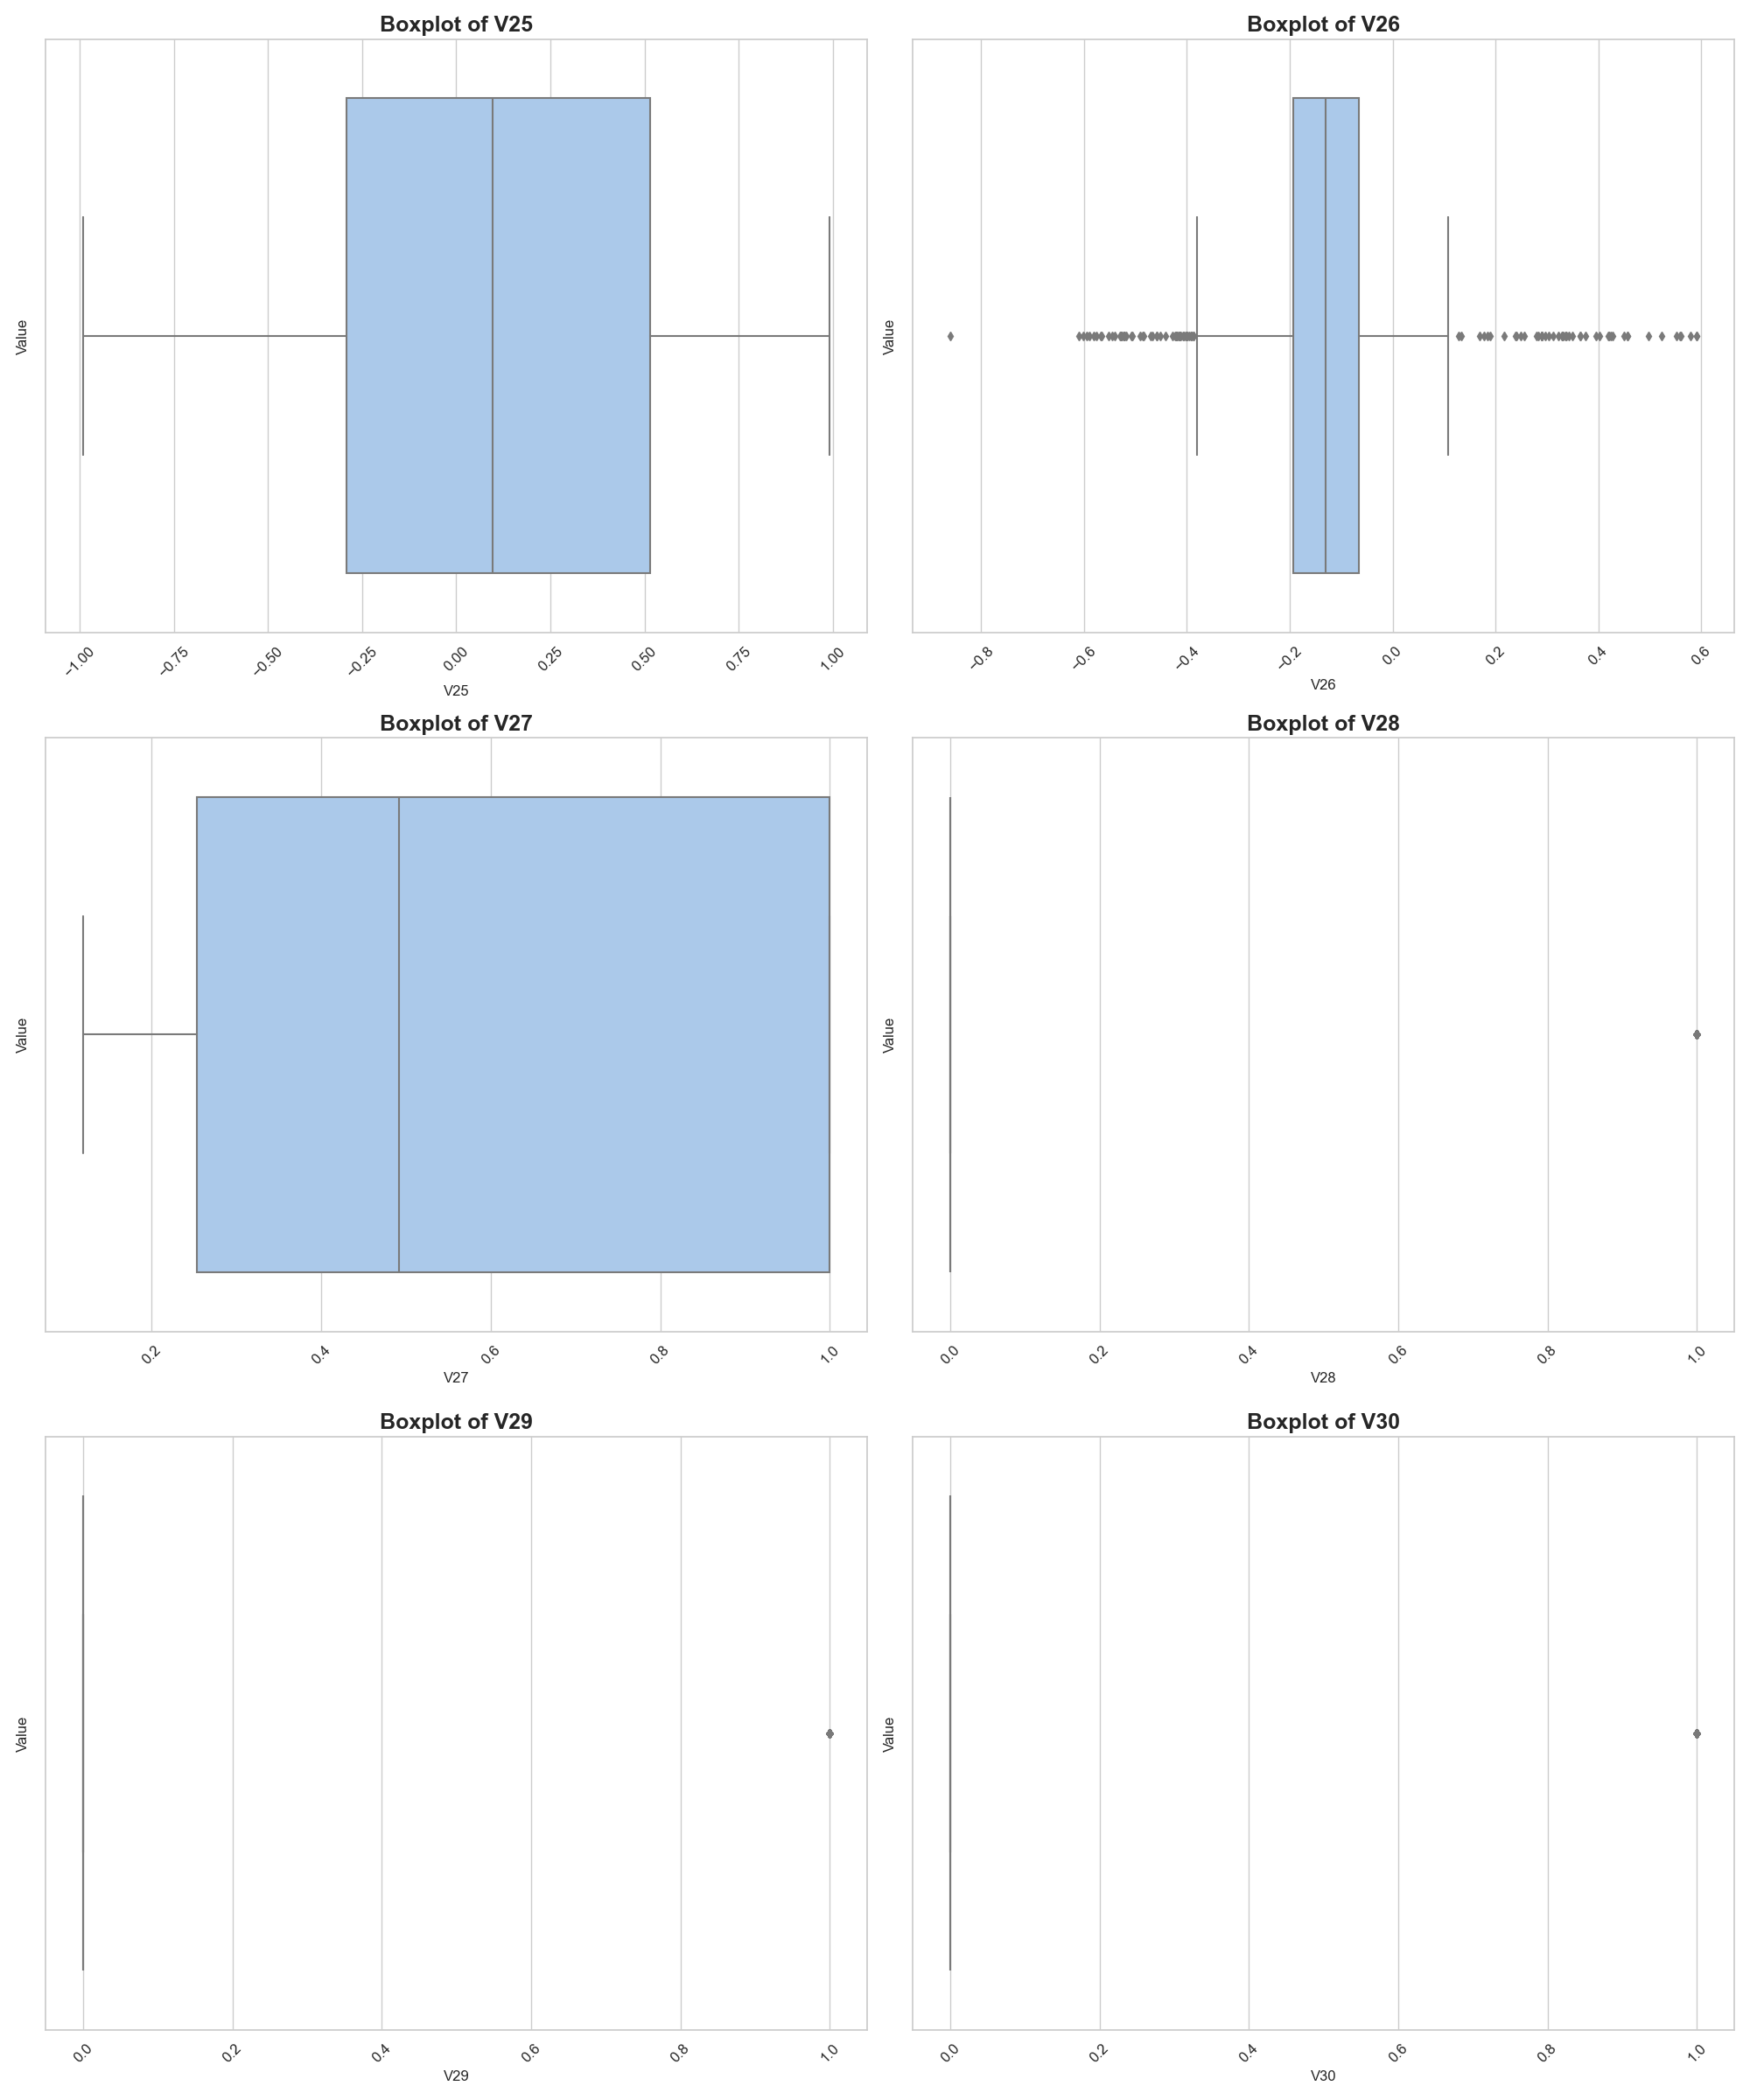 Boxplot of V25
Value
−1.00 −0.75 −0.50 −0.25 0.00 0.25 0.50 0.75 1.00
V25
Boxplot of V26
Value
−0.8 −0.6 −0.4 −0.2 0.0 0.2 0.4 0.6
V26
Boxplot of V27
Value
0.2 0.4 0.6 0.8 1.0
V27
Boxplot of V28
Value
0.0 0.2 0.4 0.6 0.8 1.0
V28
Boxplot of V29
Value
0.0 0.2 0.4 0.6 0.8 1.0
V29
Boxplot of V30
Value
0.0 0.2 0.4 0.6 0.8 1.0
V30